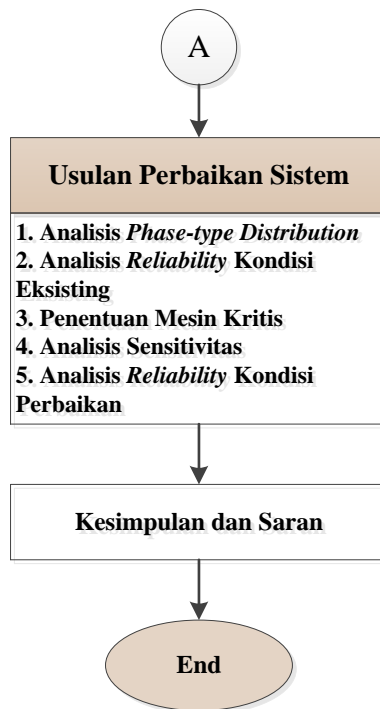 A
Usulan Perbaikan Sistem
1. Analisis Phase-type Distribution
2. Analisis Reliability Kondisi
Eksisting
3. Penentuan Mesin Kritis
4. Analisis Sensitivitas
5. Analisis Reliability Kondisi
Perbaikan
Kesimpulan dan Saran
End